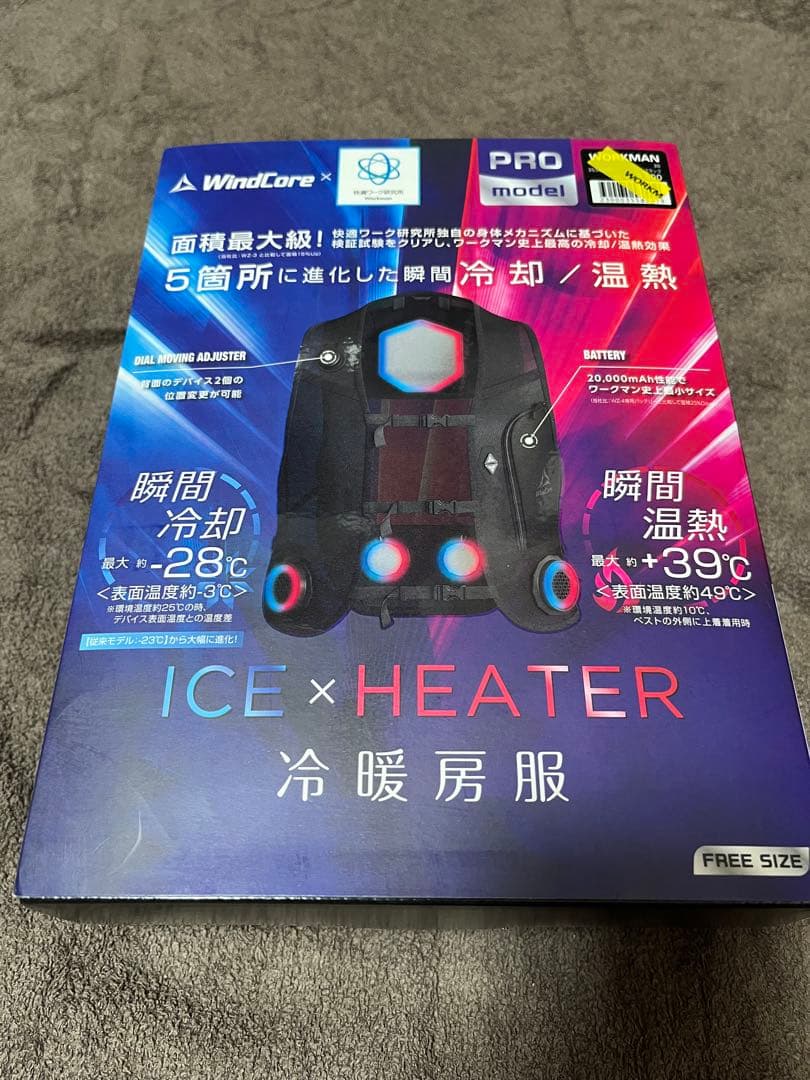 WindCore ×
快適ワーク研究所
Workman
PRO
model
WORKMAN
WORKM
面積最大級!
快適ワーク研究所独自の身体メカニズムに基づいた
検証試験をクリアし、ワークマン史上最高の冷却/温熱効果
5箇所に進化した瞬間冷却/温熱
DIAL MOVING ADJUSTER
背面のデバイス2個の
位置変更が可能
BATTERY
20,000mAh性能で
ワークマン史上最小サイズ
瞬間
冷却
最大 約-28℃
<表面温度約-3℃>
※環境温度約25℃の時、
デバイス表面温度との温度差
【従来モデル:-23℃】から大幅に進化!
瞬間
温熱
最大 約+39℃
<表面温度約49℃>
※環境温度約10℃、
ベストの外側に上着着用時
ICE × HEATER
冷暖房服
FREE SIZE